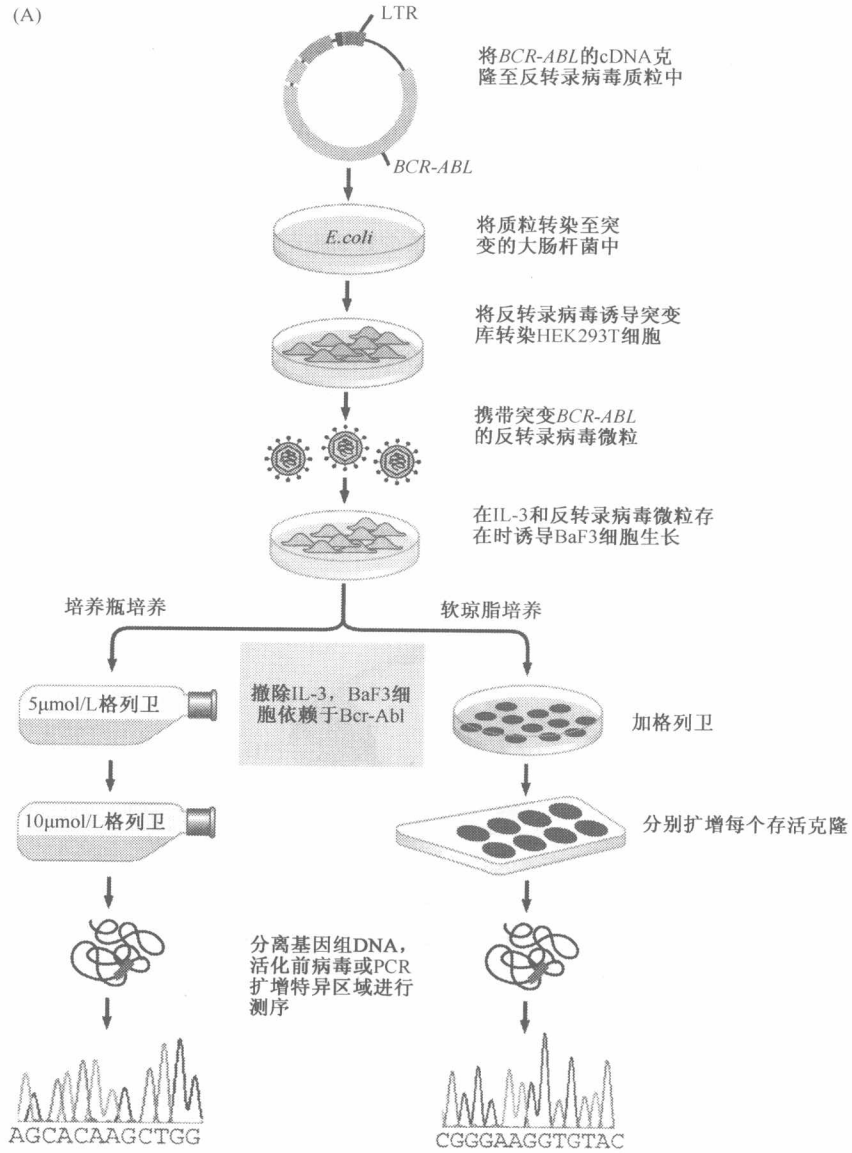 (A)
LTR
将BCR-ABL的cDNA克
隆至反转录病毒质粒中
BCR-ABL
E.coli
将质粒转染至突
变的大肠杆菌中
将反转录病毒诱导突变
库转染HEK293T细胞
携带突变BCR-ABL
的反转录病毒微粒
在IL-3和反转录病毒微粒存
在时诱导BaF3细胞生长
培养瓶培养
软琼脂培养
5μmol/L格列卫
撤除IL-3，BaF3细
胞依赖于Bcr-Abl
加格列卫
10μmol/L格列卫
分别扩增每个存活克隆
分离基因组DNA，
活化前病毒或PCR
扩增特异区域进行
测序
AGCACAAGCTGG
CGGGAAGGTGTAC